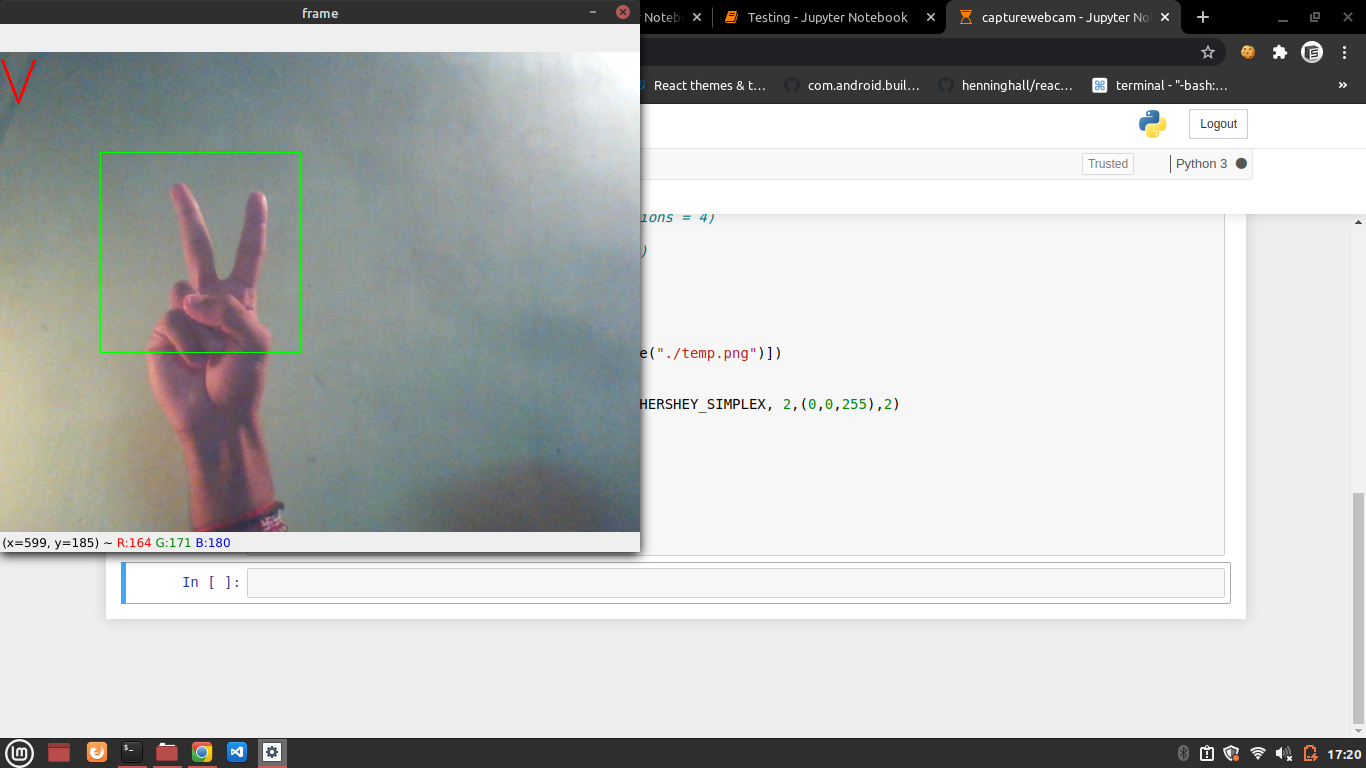 frame
Testing - Jupyter Notebook
capturewebcam - Jupyter No
V
React themes & t…
com.android.buil…
henninghall/reac…
terminal - "-bash:…
Logout
Trusted
Python 3
ions = 4)
)
e("./temp.png")])
HERSHEY_SIMPLEX, 2,(0,0,255),2)
(x=599, y=185) ~ R:164 G:171 B:180
In [ ]:
17:20